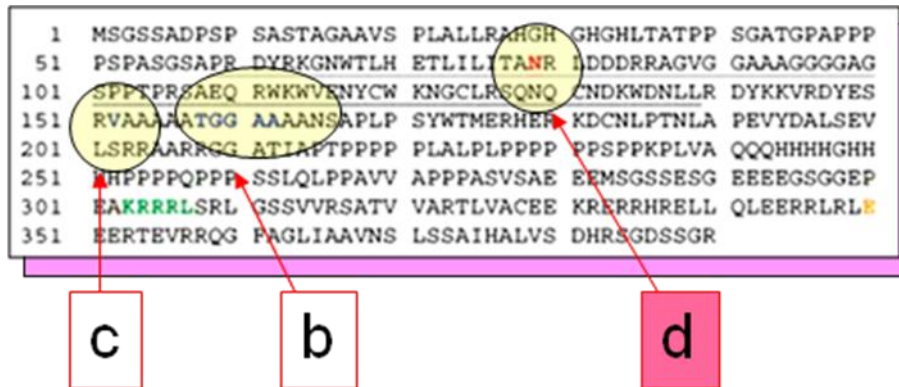 1 MSGSSADPSP SASTAGAAVS PLALLRAHGH GHGHLTATPP SGATGPAPPP
51 PSPASGSAPR DYRKGNWTLH ETLILITANR LDDDRRAGVG GAAAGGGGAG
101 SPPTPRSAEQ RWKWVENYCW KNGCLRSQNQ CNDKWDNLLR DYKKVRDYES
151 RVAAAAATGG AAAANSAPLP SYWTMERHER KDCNLPTNLA PEVYDALSEV
201 LSRRAARRGG ATIAPTPPPP PLALPLPPPP PPSPPKPLVA QQQHHHHGHH
251 HHPPPPQPPP SSLQLPPAVV APPPASVSAE EEMSGSSESG EEEEGSGGEP
301 EAKRRRLSRL GSSVVRSATV VARTLVACEE KRERRHRELL QLEERRLRLE
351 EERTEVRRQG FAGLIAAVNS LSSAIHALVS DHRSGDSSGR
c b d